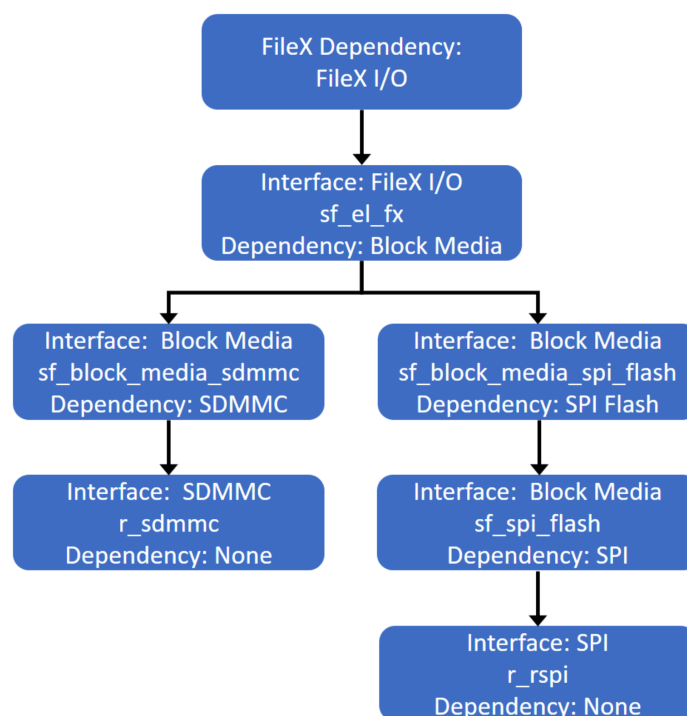 FileX Dependency:
FileX I/O
Interface: FileX I/O
sf_el_fx
Dependency: Block Media
Interface:  Block Media
sf_block_media_sdmmc
Dependency: SDMMC
Interface:  Block Media
sf_block_media_spi_flash
Dependency: SPI Flash
Interface:  SDMMC
r_sdmmc
Dependency: None
Interface:  Block Media
sf_spi_flash
Dependency: SPI
Interface: SPI
r_rspi
Dependency: None